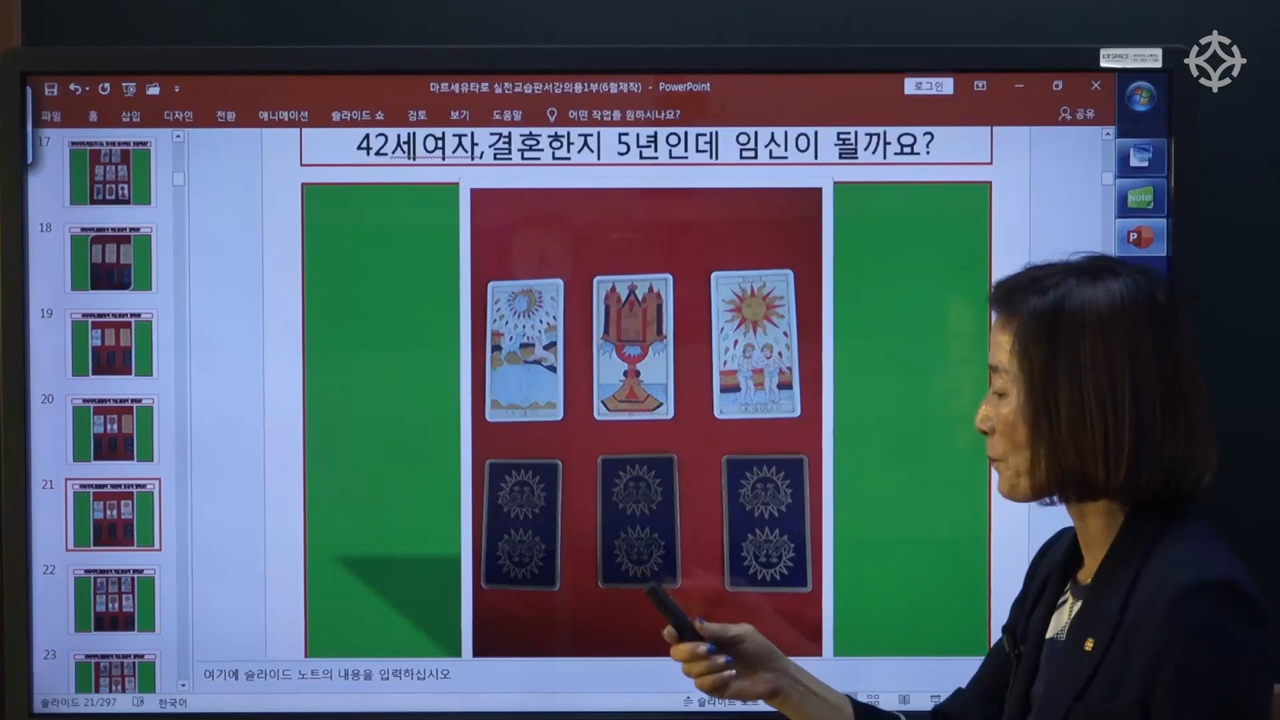 마르세유타로 실전교습판서강의용1부(6월제작) - PowerPoint
로그인
파일 홈 삽입 디자인 전환 애니메이션 슬라이드 쇼 검토 보기 도움말 어떤 작업을 원하시나요? 공유
42세여자,결혼한지 5년인데 임신이 될까요?
17
18
19
20
21
22
23
Note
여기에 슬라이드 노트의 내용을 입력하십시오
슬라이드 21/297 한국어 슬라이드 노트